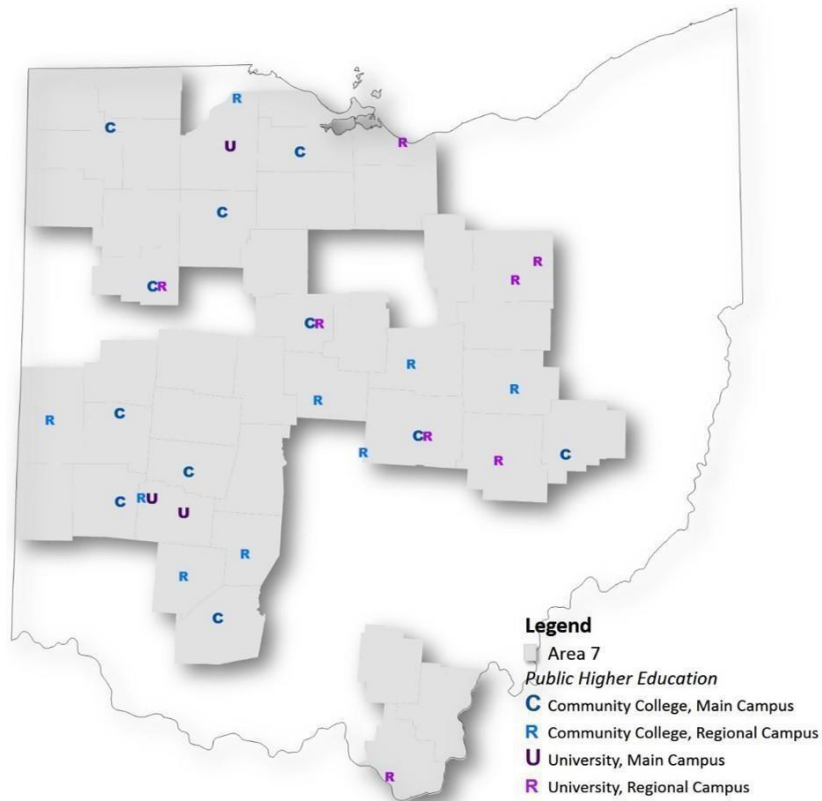 R
C
U
C
R
C
R
CR
R
CR
R
R
R
C
R
CR
R
C
R
C
C
RU
U
R
R
C
R
Legend
Area 7
Public Higher Education
C Community College, Main Campus
R Community College, Regional Campus
U University, Main Campus
R University, Regional Campus